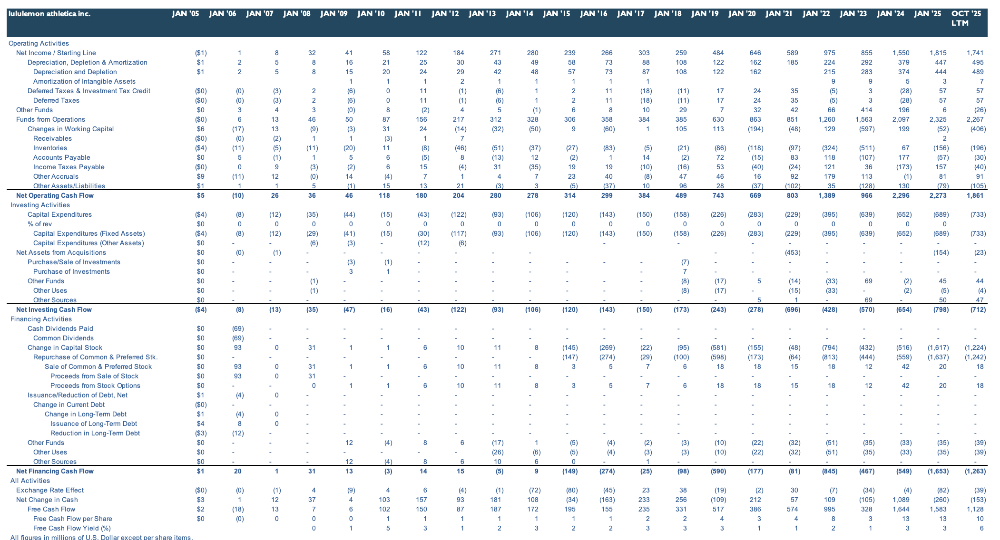 lululemon athletica inc. JAN '05 JAN '06 JAN '07 JAN '08 JAN '09 JAN '10 JAN '11 JAN '12 JAN '13 JAN '14 JAN '15 JAN '16 JAN '17 JAN '18 JAN '19 JAN '20 JAN '21 JAN '22 JAN '23 JAN '24 JAN '25 OCT '25
LTM
Operating Activities
Net Income / Starting Line ($1) 1 8 32 41 58 122 184 271 280 239 266 303 259 484 646 589 975 855 1,550 1,815 1,741
Depreciation, Depletion & Amortization $1 2 5 8 16 21 25 30 43 49 58 73 88 108 122 162 185 224 292 379 447 495
Depreciation and Depletion $1 2 5 8 15 20 24 29 42 48 57 73 87 108 122 162 215 283 374 444 489
Amortization of Intangible Assets 1 1 1 2 1 1 1 1 1 9 9 5 3 7
Deferred Taxes & Investment Tax Credit ($0) (0) (3) 2 (6) 0 11 (1) (6) 1 2 11 (18) (11) 17 24 35 (5) 3 (28) 57 57
Deferred Taxes ($0) (0) (3) 2 (6) 0 11 (1) (6) 1 2 11 (18) (11) 17 24 35 (5) 3 (28) 57 57
Other Funds $0 3 4 3 (0) 8 (2) 4 5 (1) 6 8 10 29 7 32 42 66 414 196 6 (26)
Funds from Operations ($0) 6 13 46 50 87 156 217 312 328 306 358 384 385 630 863 851 1,260 1,563 2,097 2,325 2,267
Changes in Working Capital $6 (17) 13 (9) (3) 31 24 (14) (32) (50) 9 (60) 1 105 113 (194) (48) 129 (597) 199 (52) (406)
Receivables ($0) (0) (2) 1 1 (3) 1 7 2
Inventories ($4) (11) (5) (11) (20) 11 (8) (46) (51) (37) (27) (83) (5) (21) (86) (118) (97) (324) (511) 67 (156) (196)
Accounts Payable $0 5 (1) 1 5 6 (5) 8 (13) 12 (2) 1 14 (2) 72 (15) 83 118 (107) 177 (57) (30)
Income Taxes Payable ($0) 0 9 (3) (2) 6 15 (4) 31 (35) 19 19 (10) (16) 53 (40) (24) 121 36 (173) 157 (40)
Other Accruals $9 (11) 12 (0) 14 (4) 7 1 4 7 23 40 (8) 47 46 16 92 179 113 (1) 81 91
Other Assets/Liabilities $1 1 1 5 (1) 15 13 21 (3) 3 (5) (37) 10 96 28 (37) (102) 35 (128) 130 (79) (105)
Net Operating Cash Flow $5 (10) 26 36 46 118 180 204 280 278 314 299 384 489 743 669 803 1,389 966 2,296 2,273 1,861
Investing Activities
Capital Expenditures ($4) (8) (12) (35) (44) (15) (43) (122) (93) (106) (120) (143) (150) (158) (226) (283) (229) (395) (639) (652) (689) (733)
% of rev $0 0 0 0 0 0 0 0 0 0 0 0 0 0 0 0 0 0 0 0 0
Capital Expenditures (Fixed Assets) ($4) (8) (12) (29) (41) (15) (30) (117) (93) (106) (120) (143) (150) (158) (226) (283) (229) (395) (639) (652) (689) (733)
Capital Expenditures (Other Assets) $0 - - (6) (3) - (12) (6) - - - - - - - -
Net Assets from Acquisitions $0 (0) (1) - - - - - - - - - (453) - - (154) (23)
Purchase/Sale of Investments $0 - - - (3) (1) - - - - - - - (7) - - - - - - - -
Purchase of Investments $0 - - - 3 1 - - - - - - - 7 - - - - - - - -
Other Funds $0 - - (1) - - - - - - - - - (8) (17) 5 (14) (33) 69 (2) 45 44
Other Uses $0 - - (1) - - - - - - - - - (8) (17) - (15) (33) - (2) (5) (4)
Other Sources $0 - - - - - - - - - - - - - - 5 1 - 69 - 50 47
Net Investing Cash Flow ($4) (8) (13) (35) (47) (16) (43) (122) (93) (106) (120) (143) (150) (173) (243) (278) (696) (428) (570) (654) (798) (712)
Financing Activities
Cash Dividends Paid $0 (69) - - - - - - - - - - - - - - - - - - - -
Common Dividends $0 (69) - - - - - - - - - - - - - - - - - - - -
Change in Capital Stock $0 93 0 31 1 1 6 10 11 8 (145) (269) (22) (95) (581) (155) (48) (794) (432) (516) (1,617) (1,224)
Repurchase of Common & Preferred Stk. $0 - - - - - - - - - (147) (274) (29) (100) (598) (173) (64) (813) (444) (559) (1,637) (1,242)
Sale of Common & Preferred Stock $0 93 0 31 1 1 6 10 11 8 3 5 7 6 18 18 15 18 12 42 20 18
Proceeds from Sale of Stock $0 93 0 31 - - - - - - - - - - - - - - - - - -
Proceeds from Stock Options $0 - - 0 1 1 6 10 11 8 3 5 7 6 18 18 15 18 12 42 20 18
Issuance/Reduction of Debt, Net $1 (4) 0 - - - - - - - - - - - - - - - - - - -
Change in Current Debt ($0) - - - - - - - - - - - - - - - - - - - - -
Change in Long-Term Debt $1 (4) 0 - - - - - - - - - - - - - - - - - - -
Issuance of Long-Term Debt $4 8 0 - - - - - - - - - - - - - - - - - - -
Reduction in Long-Term Debt ($3) (12) - - - - - - - - - - - - - - - - - - - -
Other Funds $0 - - - 12 (4) 8 6 (17) 1 (5) (4) (2) (3) (10) (22) (32) (51) (35) (33) (35) (39)
Other Uses $0 - - - - - - - (26) (6) (5) (4) (3) (3) (10) (22) (32) (51) (35) (33) (35) (39)
Other Sources $0 - - - 12 (4) 8 6 10 6 0 - 1 - - - - - - - - -
Net Financing Cash Flow $1 20 1 31 13 (3) 14 15 (5) 9 (149) (274) (25) (98) (590) (177) (81) (845) (467) (549) (1,653) (1,263)
All Activities
Exchange Rate Effect ($0) (0) (1) 4 (9) 4 6 (4) (1) (72) (80) (45) 23 38 (19) (2) 30 (7) (34) (4) (82) (39)
Net Change in Cash $3 1 12 37 4 103 157 93 181 108 (34) (163) 233 256 (109) 212 57 109 (105) 1,089 (260) (153)
Free Cash Flow $2 (18) 13 7 6 102 150 87 187 172 195 155 235 331 517 386 574 995 328 1,644 1,583 1,128
Free Cash Flow per Share $0 (0) 0 0 0 1 1 1 1 1 1 1 2 2 4 3 4 8 3 13 13 10
Free Cash Flow Yield (%) 0 1 5 3 1 2 3 2 2 3 3 3 1 1 2 1 3 3 6
All figures in millions of U.S. Dollar except per share items.